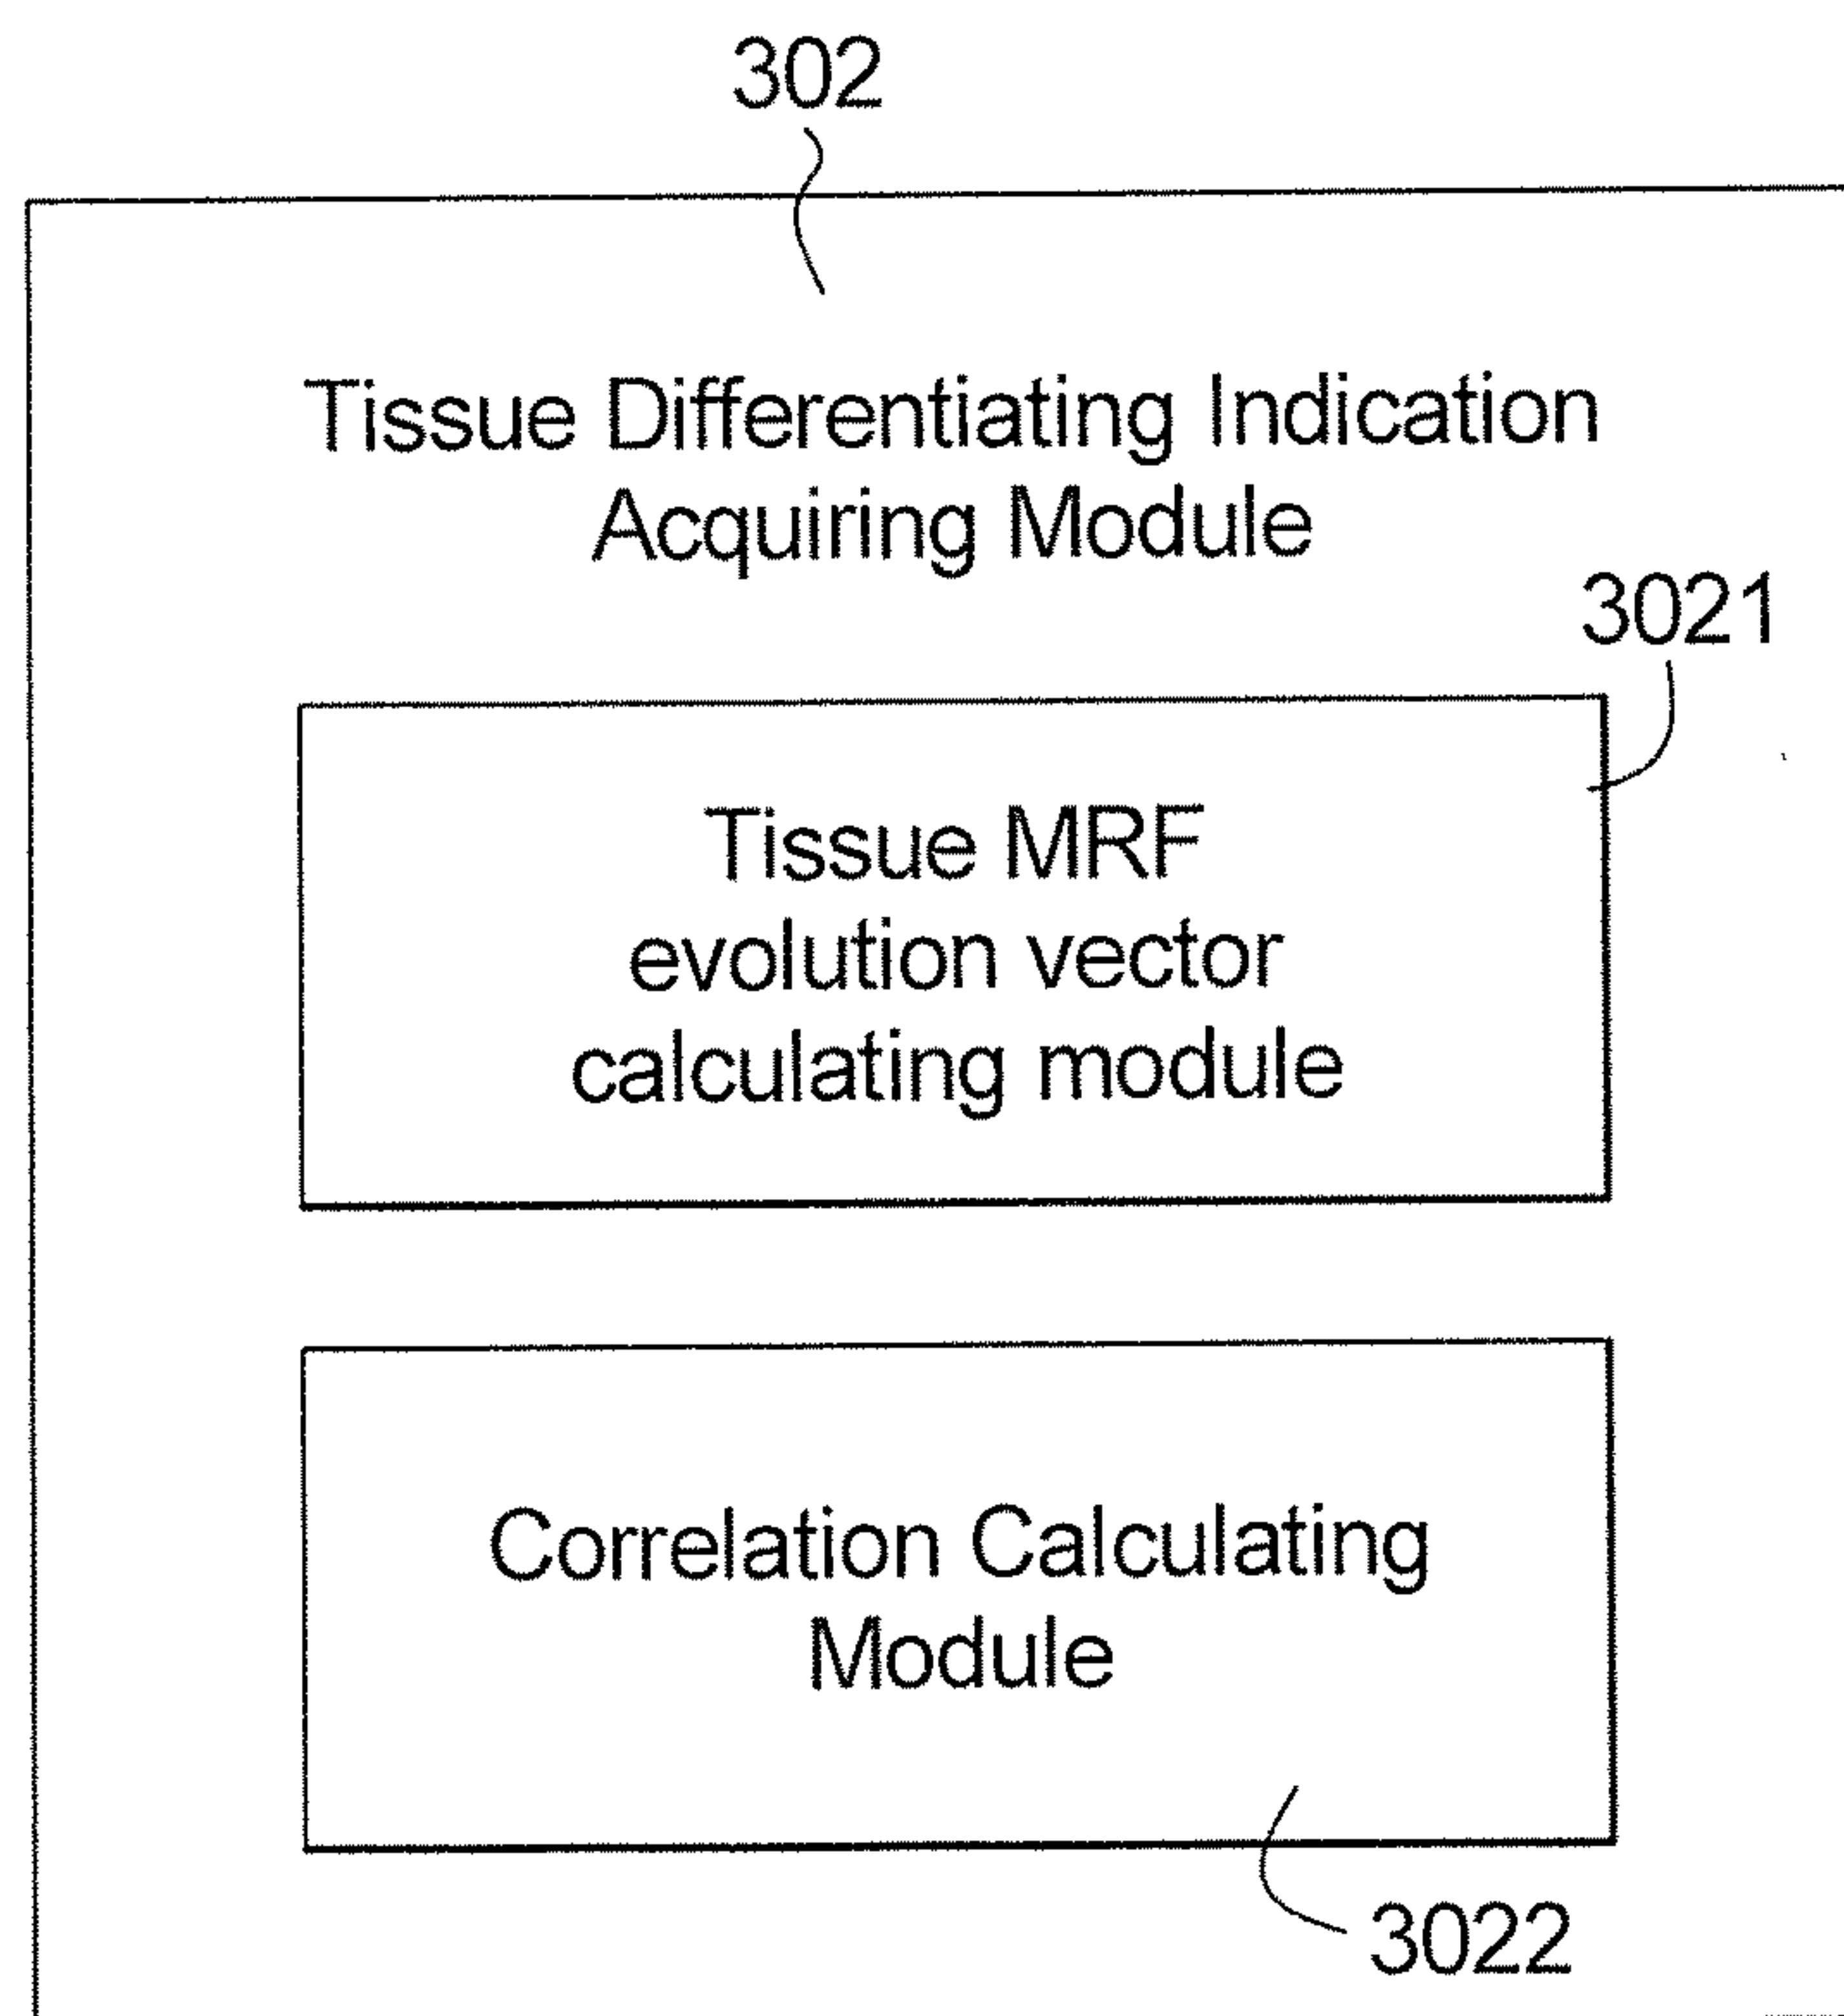 302
Tissue Differentiating Indication
Acquiring Module
3021
Tissue MRF
evolution vector
calculating module
Correlation Calculating
Module
3022